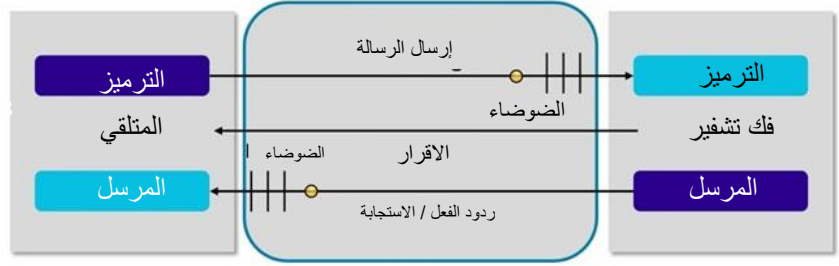 إرسال الرسالة
الترميز
الترميز
الضوضاء
المتلقي
فك تشفير
الاقرار
الضوضاء
المرسل
المرسل
ردود الفعل / الاستجابة